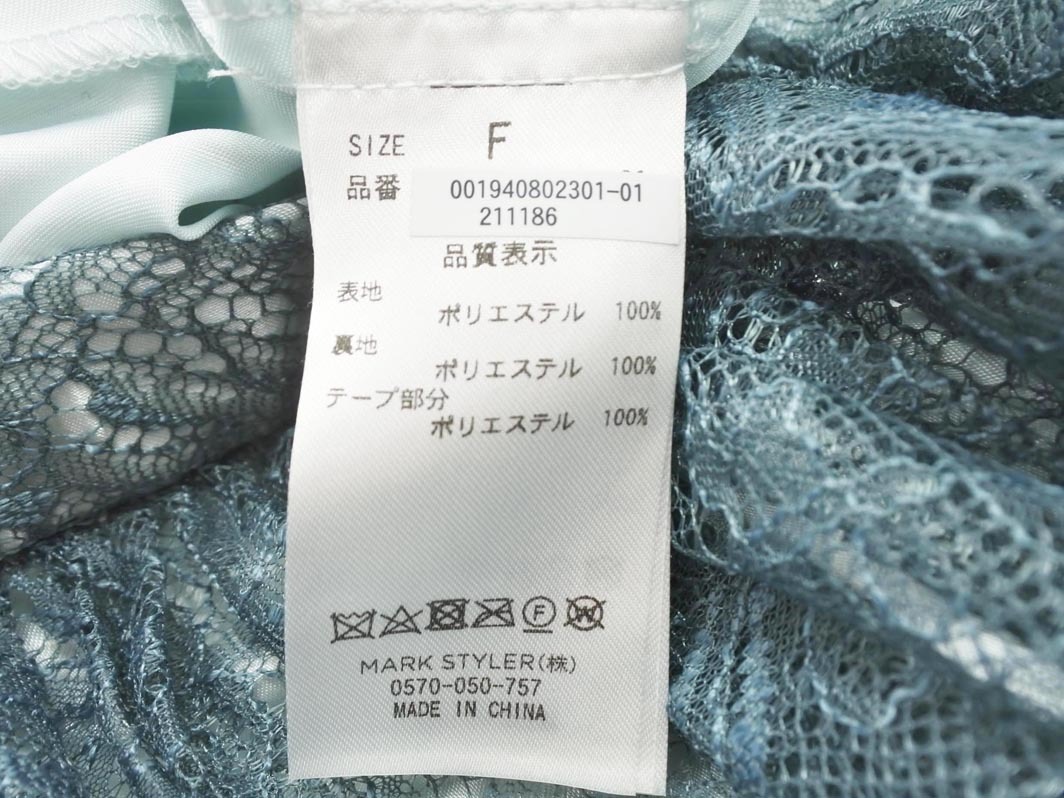 SIZE F
品番 001940802301-01
211186
品質表示
表地
ポリエステル 100%
裏地
ポリエステル 100%
テープ部分
ポリエステル 100%
F W
MARK STYLER(株)
0570-050-757
MADE IN CHINA